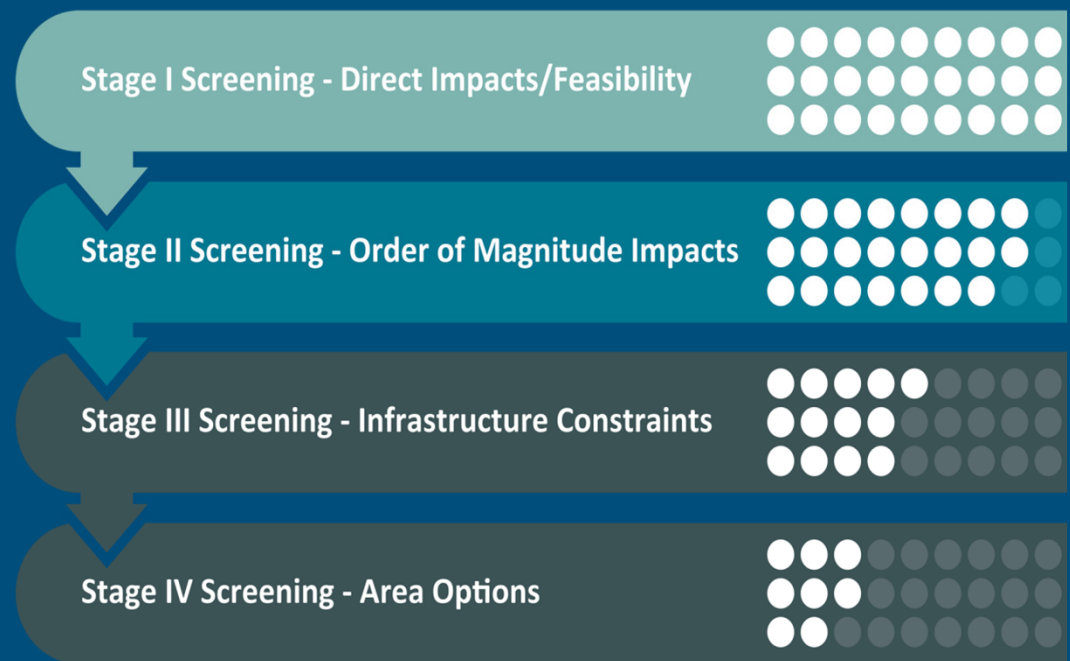 Stage I Screening - Direct Impacts/Feasibility
Stage II Screening - Order of Magnitude Impacts
Stage III Screening - Infrastructure Constraints
Stage IV Screening - Area Options